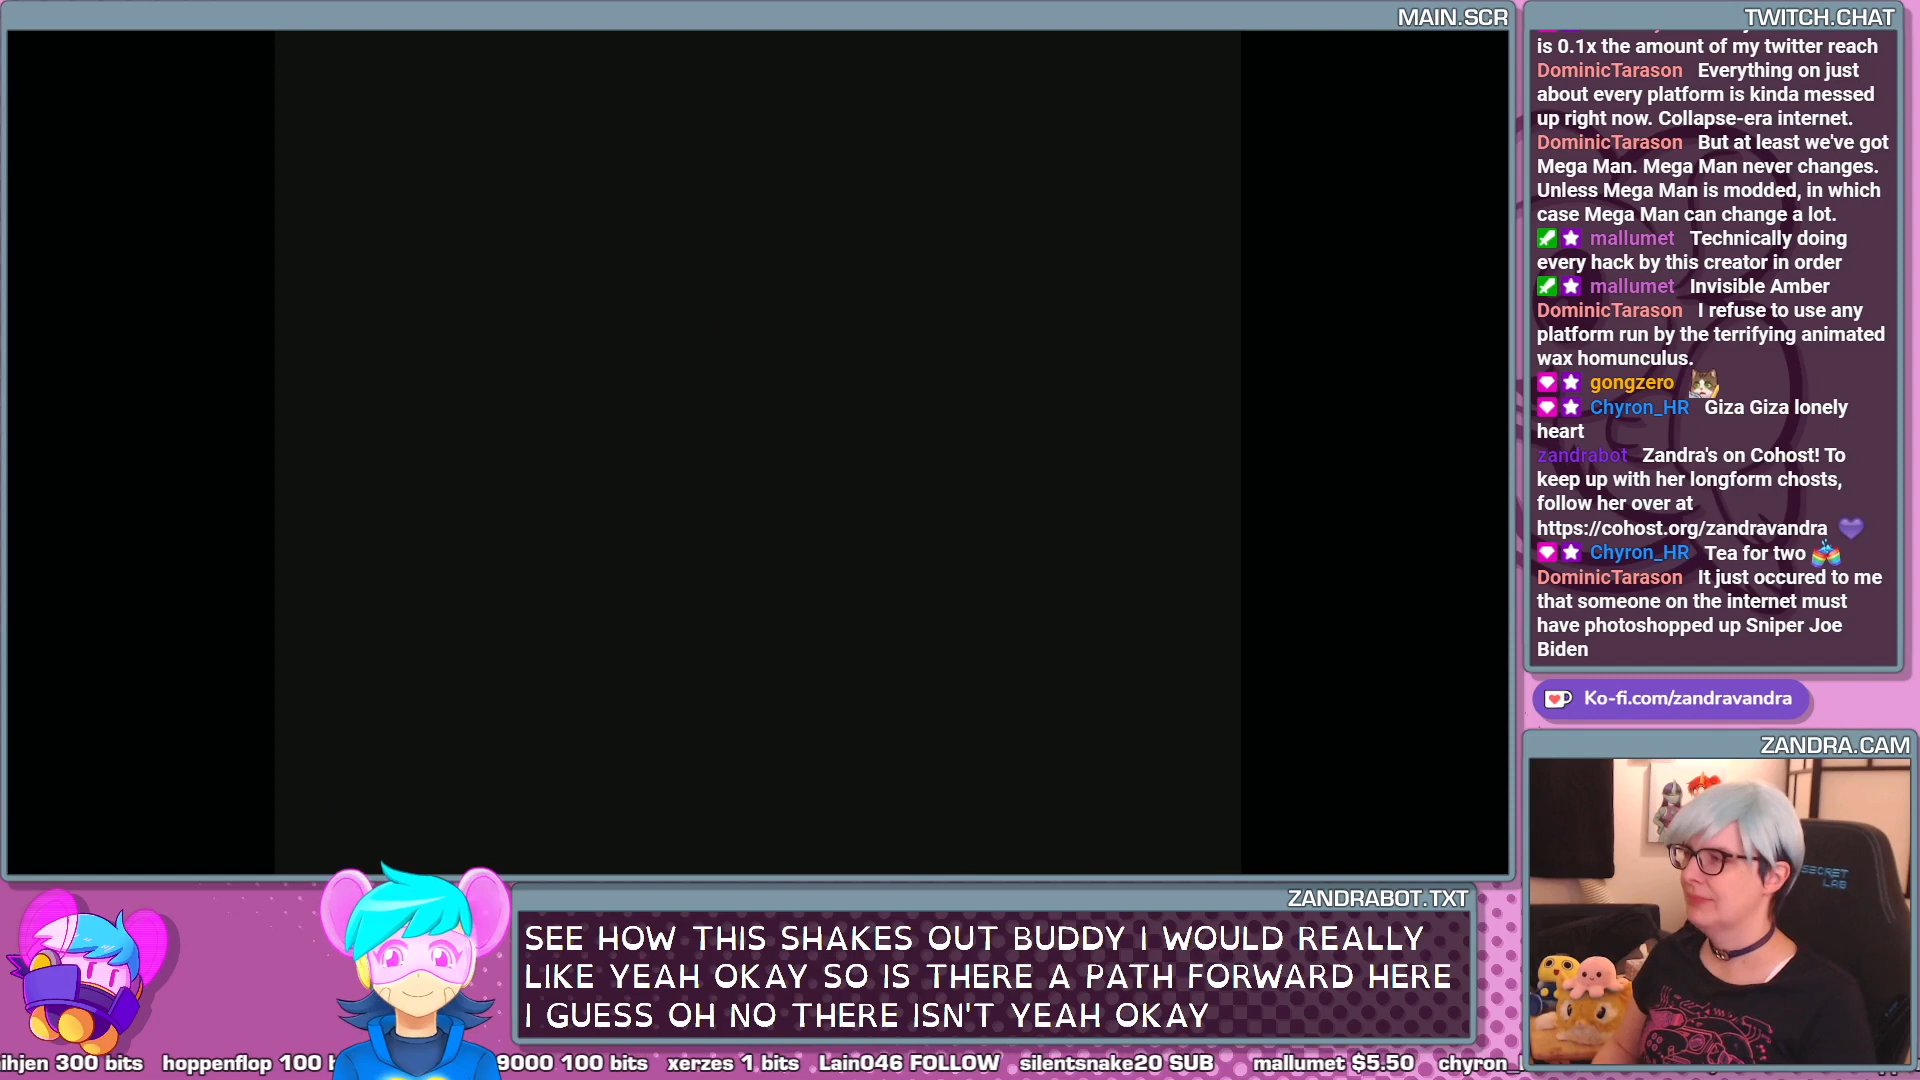 MAIN.SCR
TWITCH.CHAT
is 0.1x the amount of my twitter reach
DominicTarason Everything on just
about every platform is kinda messed
up right now. Collapse-era internet.
DominicTarason But at least we've got
Mega Man. Mega Man never changes.
Unless Mega Man is modded, in which
case Mega Man can change a lot.
mallumet Technically doing
every hack by this creator in order
mallumet Invisible Amber
DominicTarason I refuse to use any
platform run by the terrifying animated
wax homunculus.
gongzero
Chyron_HR Giza Giza lonely
heart
zandrabot Zandra's on Cohost! To
keep up with her longform chosts,
follow her over at
https://cohost.org/zandravandra
Chyron_HR Tea for two
DominicTarason It just occured to me
that someone on the internet must
have photoshopped up Sniper Joe
Biden
Ko-fi.com/zandravandra
ZANDRA.CAM
SECRET
LAB
ZANDRABOT.TXT
SEE HOW THIS SHAKES OUT BUDDY I WOULD REALLY
LIKE YEAH OKAY SO IS THERE A PATH FORWARD HERE
I GUESS OH NO THERE ISN'T YEAH OKAY
ihjen 300 bits hoppenflop 100 9000 100 bits xerzes 1 bits Lain046 FOLLOW silentsnake20 SUB mallumet $5.50 chyron_